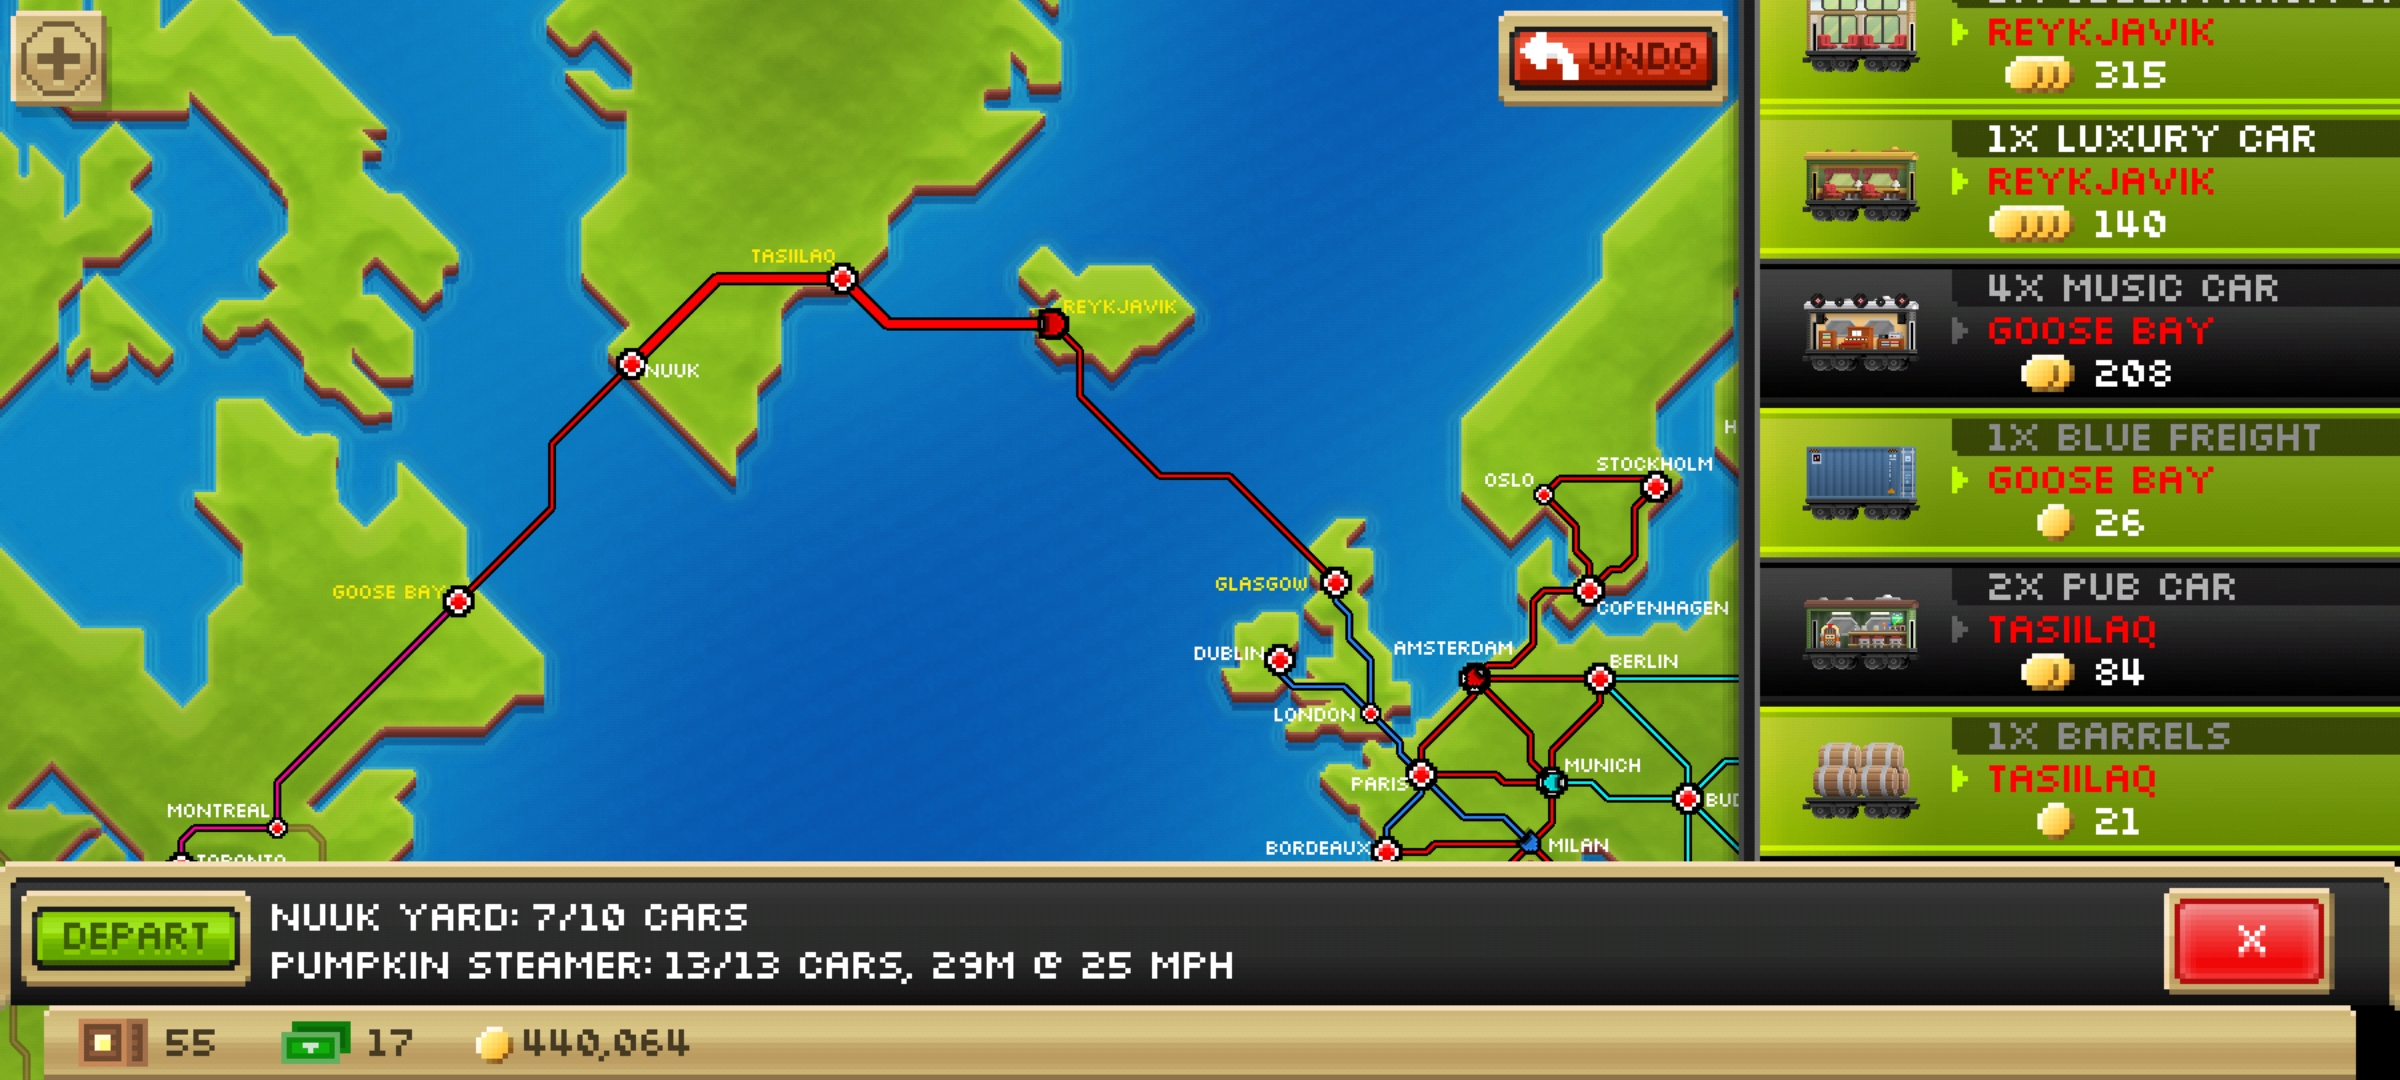 UNDO
TASIILAQ
REYKJAVIK
NUUK
GOOSE BAY
GLASGOW
OSLO
STOCKHOLM
COPENHAGEN
DUBLIN
AMSTERDAM
BERLIN
LONDON
PARIS
MUNICH
MONTREAL
BUD
TORONTO
BORDEAUX
MILAN
H
REYKJAVIK
315
1X LUXURY CAR
REYKJAVIK
140
4X MUSIC CAR
GOOSE BAY
208
1X BLUE FREIGHT
GOOSE BAY
26
2X PUB CAR
TASIILAQ
84
1X BARRELS
TASIILAQ
21
DEPART
NUUK YARD: 7/10 CARS
PUMPKIN STEAMER: 13/13 CARS, 29M @ 25 MPH
X
55
17
440,064